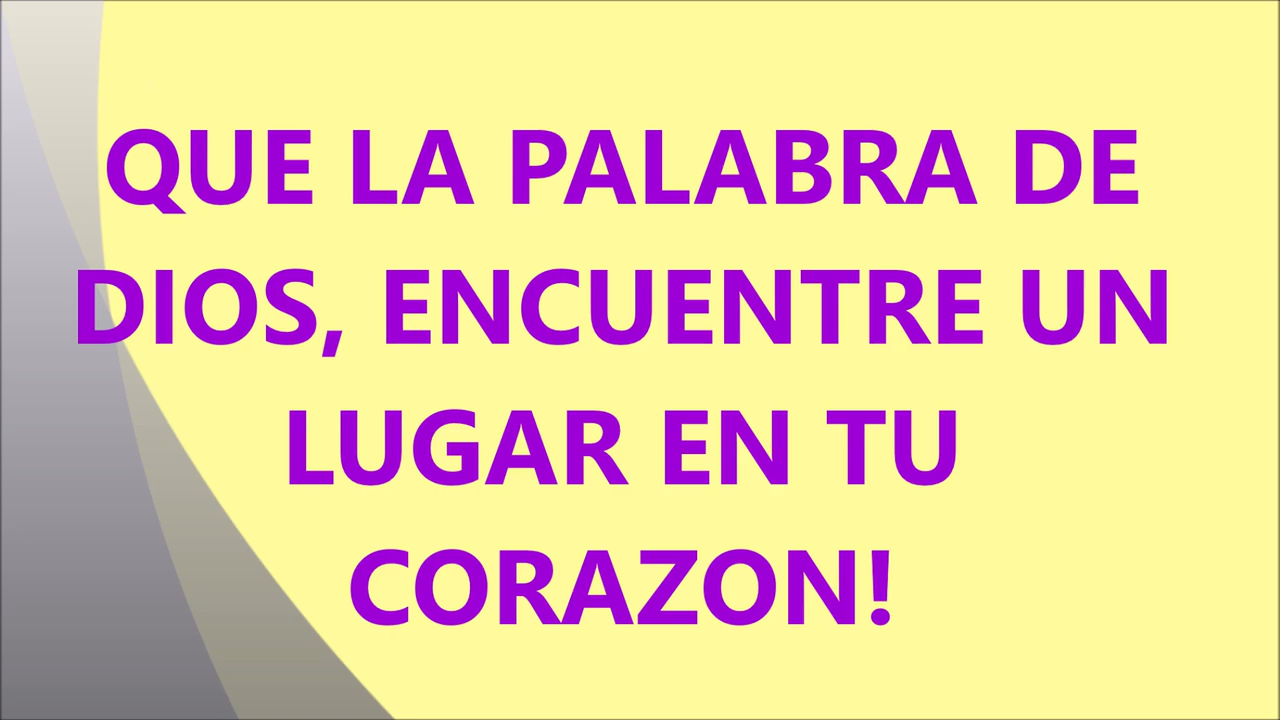 QUE LA PALABRA DE
DIOS, ENCUENTRE UN
LUGAR EN TU
CORAZON!